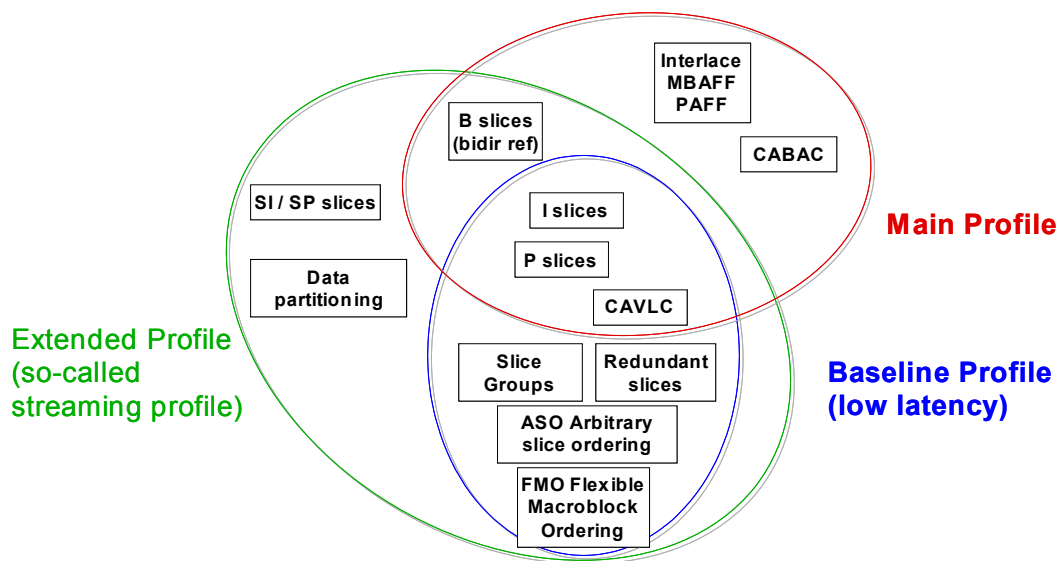 Interlace
MBAFF
PAFF
B slices
(bidir ref)
CABAC
SI / SP slices
I slices
Main Profile
P slices
Data
partitioning
CAVLC
Extended Profile
(so-called
streaming profile)
Slice
Groups
Redundant
slices
Baseline Profile
(low latency)
ASO Arbitrary
slice ordering
FMO Flexible
Macroblock
Ordering